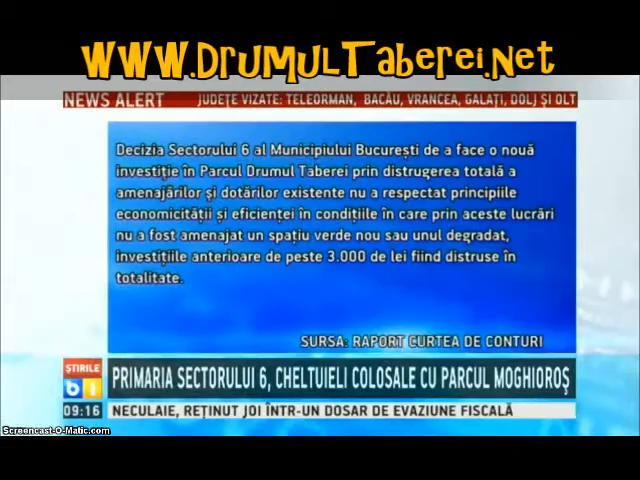 WWW.DrumulTaberei.Net
NEWS ALERT JUDEȚE VIZATE: TELEORMAN, BACĂU, VRANCEA, GALAȚI, DOLJ ȘI OLT
Decizia Sectorului 6 al Municipiului București de a face o nouă
investiție în Parcul Drumul Taberei prin distrugerea totală a
amenajărilor și dotărilor existente nu a respectat principiile
economicității și eficienței în condițiile în care prin aceste lucrări
nu a fost amenajat un spațiu verde nou sau unul degradat,
investițiile anterioare de peste 3.000 de lei fiind distruse în
totalitate.
SURSA: RAPORT CURTEA DE CONTURI
ȘTIRILE
b1
PRIMARIA SECTORULUI 6, CHELTUIELI COLOSALE CU PARCUL MOGHIOROȘ
09:16 NECULAIE, REȚINUT JOI ÎNTR-UN DOSAR DE EVAZIUNE FISCALĂ
Screencast-O-Matic.com